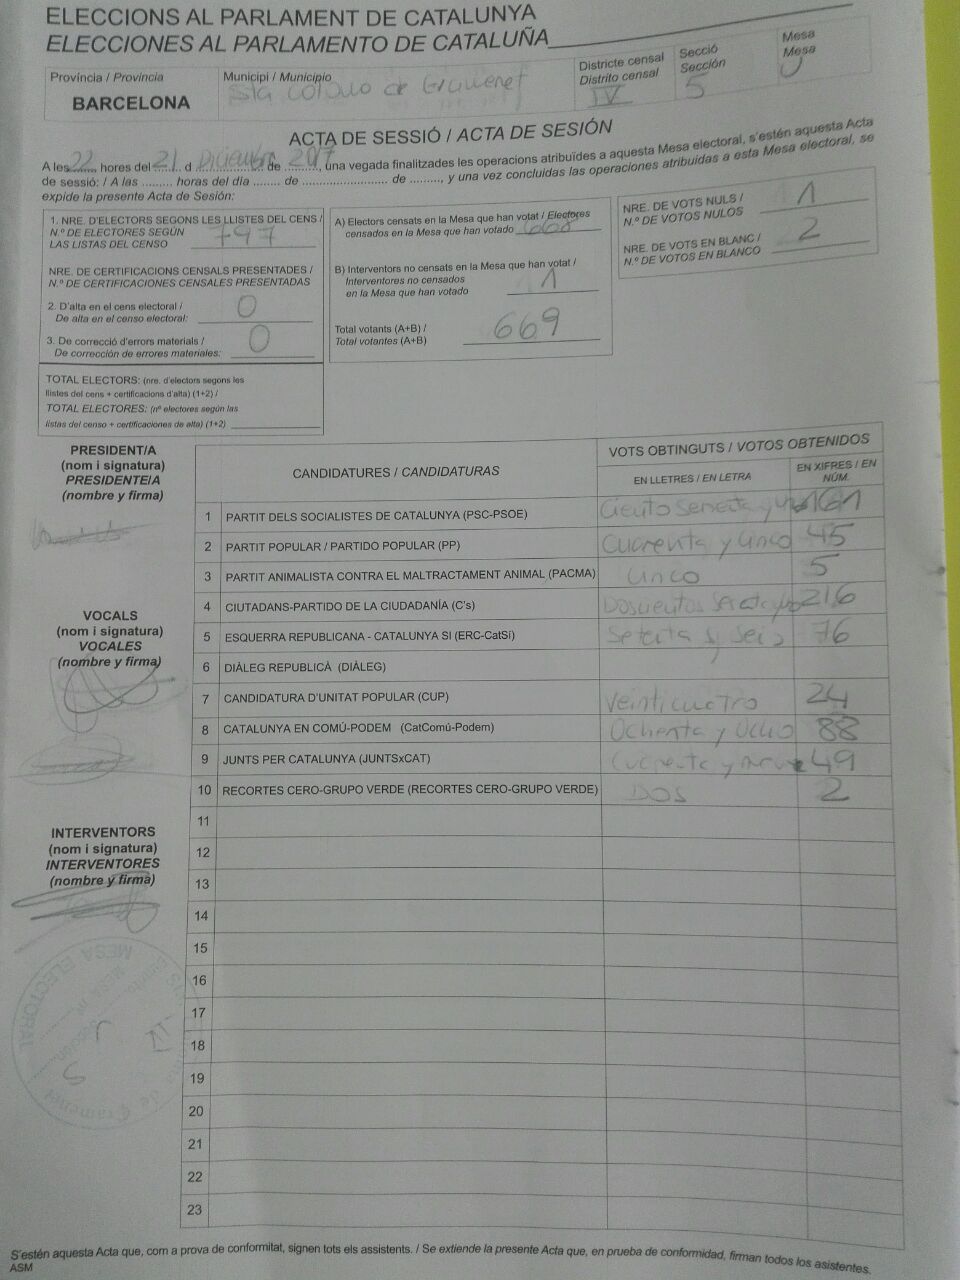 ELECCIONS AL PARLAMENT DE CATALUNYA
ELECCIONES AL PARLAMENTO DE CATALUÑA
Província / Provincia
BARCELONA
Municipi / Municipio
Sta Coloma de Gramenet
Districte censal
Distrito censal
IV
Secció
Sección
5
Mesa
Mesa
U
ACTA DE SESSIÓ / ACTA DE SESIÓN
A les 22 hores del 21 d Diciembre de 2017, una vegada finalitzades les operacions atribuïdes a aquesta Mesa electoral, s'estén aquesta Acta
de sessió: / A las ......... horas del día ........ de .......................... de ........., y una vez concluidas las operaciones atribuidas a esta Mesa electoral, se
expide la presente Acta de Sesión:
1. NRE. D'ELECTORS SEGONS LES LLISTES DEL CENS /
N.º DE ELECTORES SEGÚN
LAS LISTAS DEL CENSO 797
NRE. DE CERTIFICACIONS CENSALS PRESENTADES /
N.º DE CERTIFICACIONES CENSALES PRESENTADAS
2. D'alta en el cens electoral /
De alta en el censo electoral: 0
3. De correcció d'errors materials /
De corrección de errores materiales: 0
TOTAL ELECTORS: (nre. d'electors segons les
llistes del cens + certificacions d'alta) (1+2) /
TOTAL ELECTORES: (nº electores según las
listas del censo + certificaciones de alta) (1+2)
A) Electors censats en la Mesa que han votat / Electores
censados en la Mesa que han votado 668
B) Interventors no censats en la Mesa que han votat /
Interventores no censados
en la Mesa que han votado 1
Total votants (A+B) /
Total votantes (A+B) 669
NRE. DE VOTS NULS /
N.º DE VOTOS NULOS 1
NRE. DE VOTS EN BLANC /
N.º DE VOTOS EN BLANCO 2
PRESIDENT/A
(nom i signatura)
PRESIDENTE/A
(nombre y firma)
VOCALS
(nom i signatura)
VOCALES
(nombre y firma)
INTERVENTORS
(nom i signatura)
INTERVENTORES
(nombre y firma)
CANDIDATURES / CANDIDATURAS
VOTS OBTINGUTS / VOTOS OBTENIDOS
EN LLETRES / EN LETRA
EN XIFRES / EN
NÚM.
1 PARTIT DELS SOCIALISTES DE CATALUNYA (PSC-PSOE) 161
2 PARTIT POPULAR / PARTIDO POPULAR (PP) Cuarenta y Cinco 45
3 PARTIT ANIMALISTA CONTRA EL MALTRACTAMENT ANIMAL (PACMA) Cinco 5
4 CIUTADANS-PARTIDO DE LA CIUDADANÍA (C's) 216
5 ESQUERRA REPUBLICANA - CATALUNYA SI (ERC-CatSí) Setenta y Seis 76
6 DIÀLEG REPUBLICÀ (DIÀLEG)
7 CANDIDATURA D'UNITAT POPULAR (CUP) Veinticuatro 24
8 CATALUNYA EN COMÚ-PODEM (CatComú-Podem) Ochenta y Ocho 88
9 JUNTS PER CATALUNYA (JUNTSxCAT) 49
10 RECORTES CERO-GRUPO VERDE (RECORTES CERO-GRUPO VERDE) DOS 2
11
12
13
14
15
16
17
18
19
20
21
22
23
MESA ELECTORAL
S'estén aquesta Acta que, com a prova de conformitat, signen tots els assistents. / Se extiende la presente Acta que, en prueba de conformidad, firman todos los asistentes.
ASM